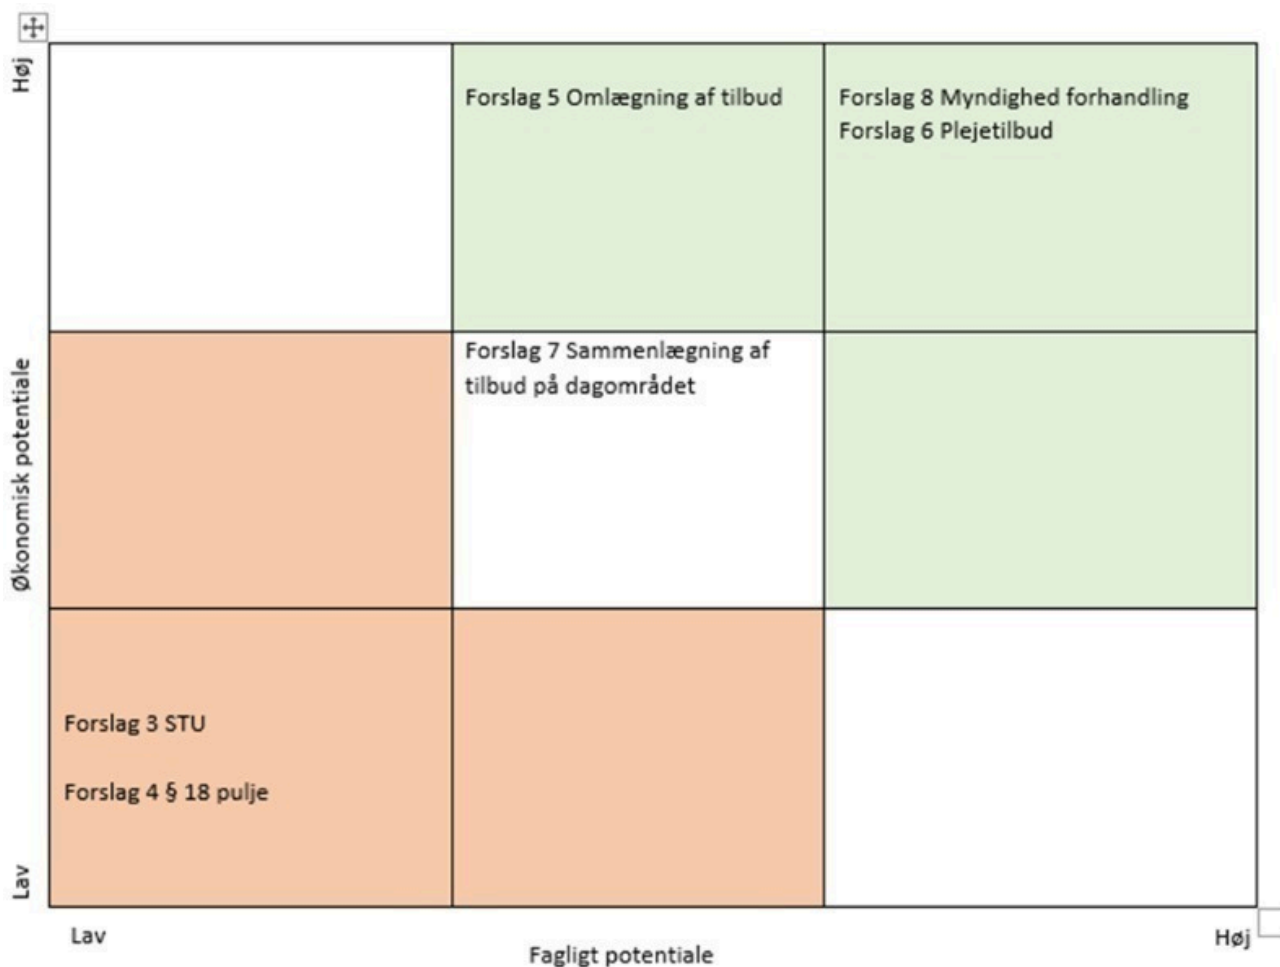 Høj
Forslag 5 Omlægning af tilbud
Forslag 8 Myndighed forhandling
Forslag 6 Plejetilbud
Økonomisk potentiale
Forslag 7 Sammenlægning af
tilbud på dagområdet
Forslag 3 STU
Forslag 4 § 18 pulje
Lav
Lav
Fagligt potentiale
Høj